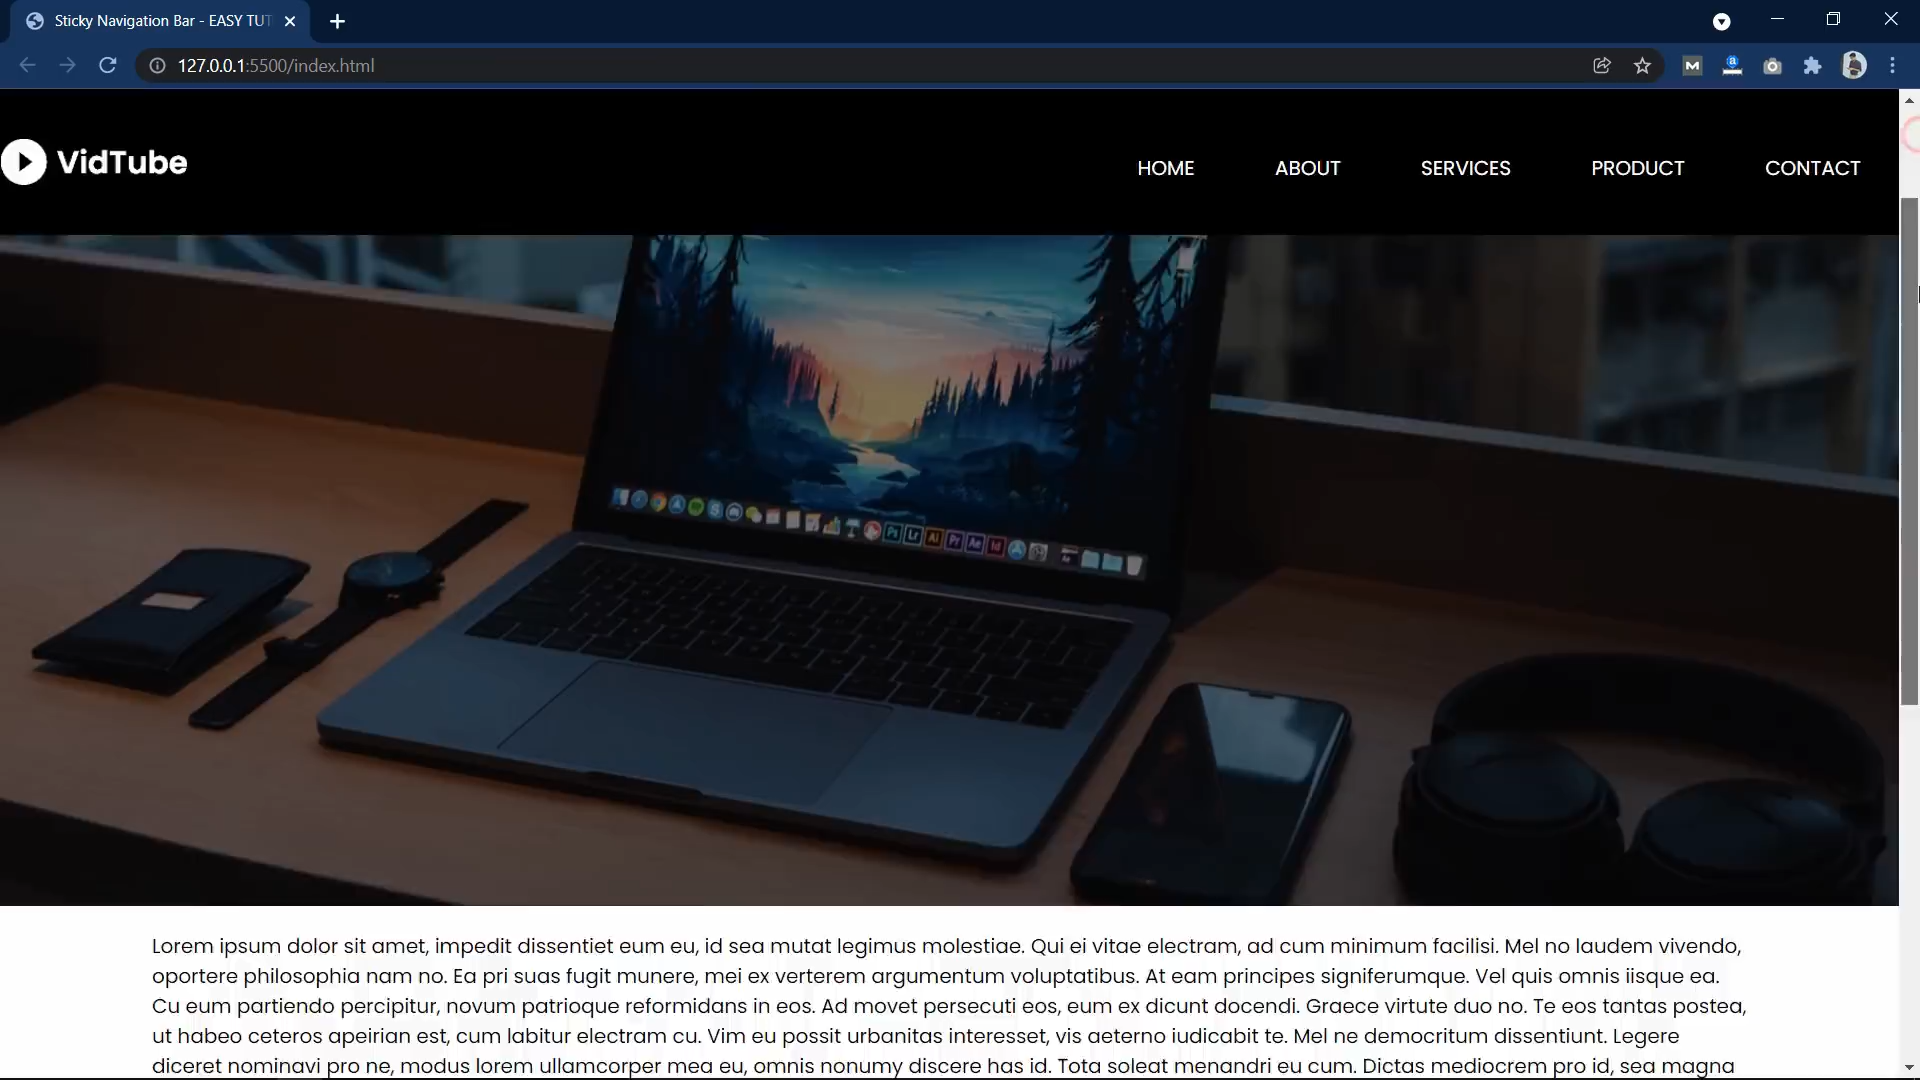 Sticky Navigation Bar - EASY TUT
127.0.0.1:5500/index.html
VidTube
HOME ABOUT SERVICES PRODUCT CONTACT
Ps Lr Ai Pr Ae Id
Lorem ipsum dolor sit amet, impedit dissentiet eum eu, id sea mutat legimus molestiae. Qui ei vitae electram, ad cum minimum facilisi. Mel no laudem vivendo,
oportere philosophia nam no. Ea pri suas fugit munere, mei ex verterem argumentum voluptatibus. At eam principes signiferumque. Vel quis omnis iisque ea.
Cu eum partiendo percipitur, novum patrioque reformidans in eos. Ad movet persecuti eos, eum ex dicunt docendi. Graece virtute duo no. Te eos tantas postea,
ut habeo ceteros apeirian est, cum labitur electram cu. Vim eu possit urbanitas interesset, vis aeterno iudicabit te. Mel ne democritum dissentiunt. Legere
diceret nominavi pro ne, modus lorem ullamcorper mea eu, omnis nonumy discere has id. Tota soleat menandri eu cum. Dictas mediocrem pro id, sea magna